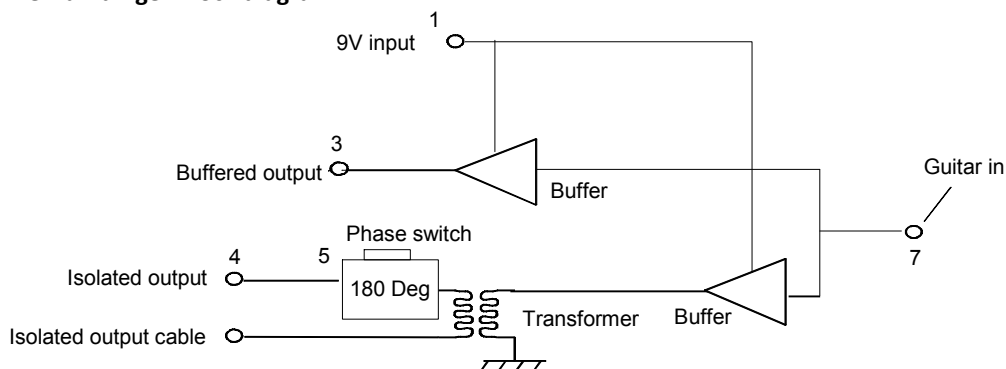 1
9V input
3
Buffered output
Buffer
Guitar in
7
Phase switch
4
5
Isolated output
180 Deg
Transformer
Buffer
Isolated output cable